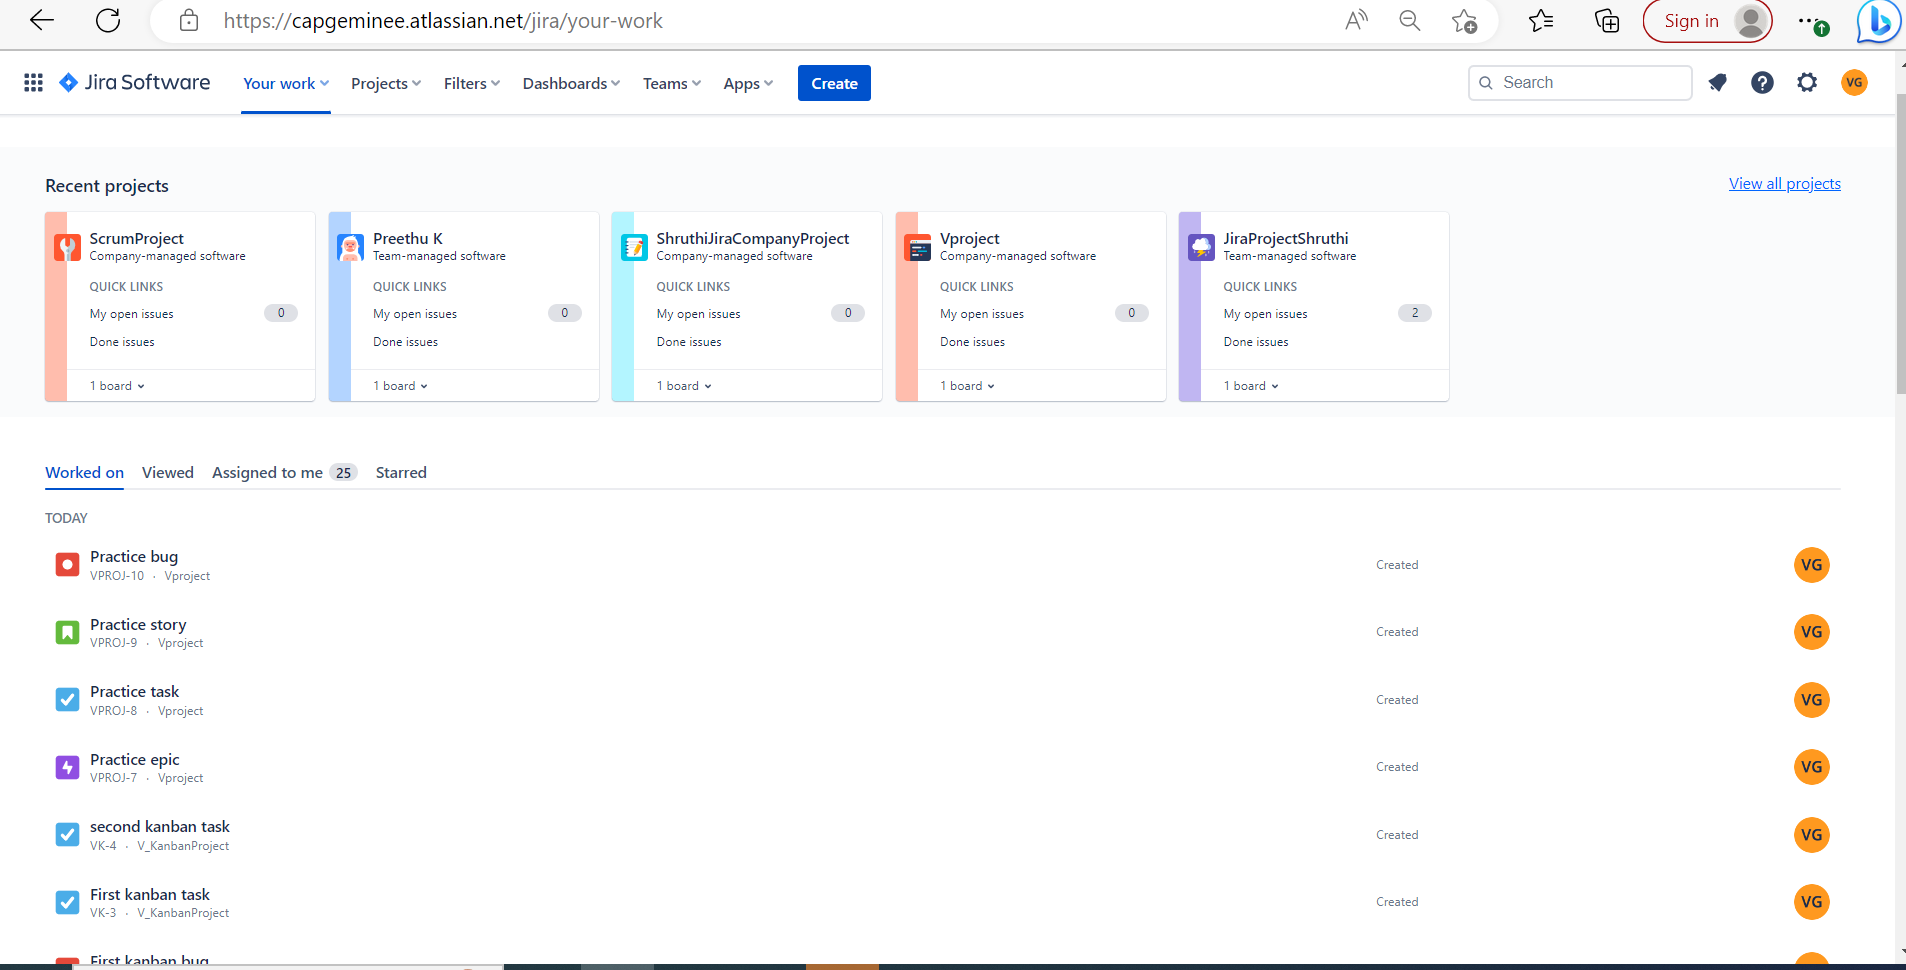 https://capgeminee.atlassian.net/jira/your-work
Sign in
Jira Software
Your work
Projects
Filters
Dashboards
Teams
Apps
Create
Search
VG
Recent projects
View all projects
ScrumProject
Company-managed software
QUICK LINKS
My open issues 0
Done issues
1 board
Preethu K
Team-managed software
QUICK LINKS
My open issues 0
Done issues
1 board
ShruthiJiraCompanyProject
Company-managed software
QUICK LINKS
My open issues 0
Done issues
1 board
Vproject
Company-managed software
QUICK LINKS
My open issues 0
Done issues
1 board
JiraProjectShruthi
Team-managed software
QUICK LINKS
My open issues 2
Done issues
1 board
Worked on Viewed Assigned to me 25 Starred
TODAY
Practice bug
VPROJ-10 · Vproject
Created
VG
Practice story
VPROJ-9 · Vproject
Created
VG
Practice task
VPROJ-8 · Vproject
Created
VG
Practice epic
VPROJ-7 · Vproject
Created
VG
second kanban task
VK-4 · V_KanbanProject
Created
VG
First kanban task
VK-3 · V_KanbanProject
Created
VG
First kanban bug